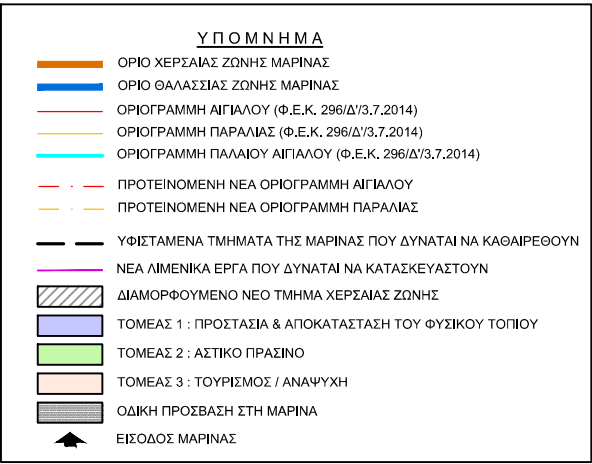 ΥΠΟΜΝΗΜΑ
ΟΡΙΟ ΧΕΡΣΑΙΑΣ ΖΩΝΗΣ ΜΑΡΙΝΑΣ
ΟΡΙΟ ΘΑΛΑΣΣΙΑΣ ΖΩΝΗΣ ΜΑΡΙΝΑΣ
ΟΡΙΟΓΡΑΜΜΗ ΑΙΓΙΑΛΟΥ (Φ.Ε.Κ. 296/Δ'/3.7.2014)
ΟΡΙΟΓΡΑΜΜΗ ΠΑΡΑΛΙΑΣ (Φ.Ε.Κ. 296/Δ'/3.7.2014)
ΟΡΙΟΓΡΑΜΜΗ ΠΑΛΑΙΟΥ ΑΙΓΙΑΛΟΥ (Φ.Ε.Κ. 296/Δ'/3.7.2014)
ΠΡΟΤΕΙΝΟΜΕΝΗ ΝΕΑ ΟΡΙΟΓΡΑΜΜΗ ΑΙΓΙΑΛΟΥ
ΠΡΟΤΕΙΝΟΜΕΝΗ ΝΕΑ ΟΡΙΟΓΡΑΜΜΗ ΠΑΡΑΛΙΑΣ
ΥΦΙΣΤΑΜΕΝΑ ΤΜΗΜΑΤΑ ΤΗΣ ΜΑΡΙΝΑΣ ΠΟΥ ΔΥΝΑΤΑΙ ΝΑ ΚΑΘΑΙΡΕΘΟΥΝ
ΝΕΑ ΛΙΜΕΝΙΚΑ ΕΡΓΑ ΠΟΥ ΔΥΝΑΤΑΙ ΝΑ ΚΑΤΑΣΚΕΥΑΣΤΟΥΝ
ΔΙΑΜΟΡΦΟΥΜΕΝΟ ΝΕΟ ΤΜΗΜΑ ΧΕΡΣΑΙΑΣ ΖΩΝΗΣ
ΤΟΜΕΑΣ 1 : ΠΡΟΣΤΑΣΙΑ & ΑΠΟΚΑΤΑΣΤΑΣΗ ΤΟΥ ΦΥΣΙΚΟΥ ΤΟΠΙΟΥ
ΤΟΜΕΑΣ 2 : ΑΣΤΙΚΟ ΠΡΑΣΙΝΟ
ΤΟΜΕΑΣ 3 : ΤΟΥΡΙΣΜΟΣ / ΑΝΑΨΥΧΗ
ΟΔΙΚΗ ΠΡΟΣΒΑΣΗ ΣΤΗ ΜΑΡΙΝΑ
ΕΙΣΟΔΟΣ ΜΑΡΙΝΑΣ